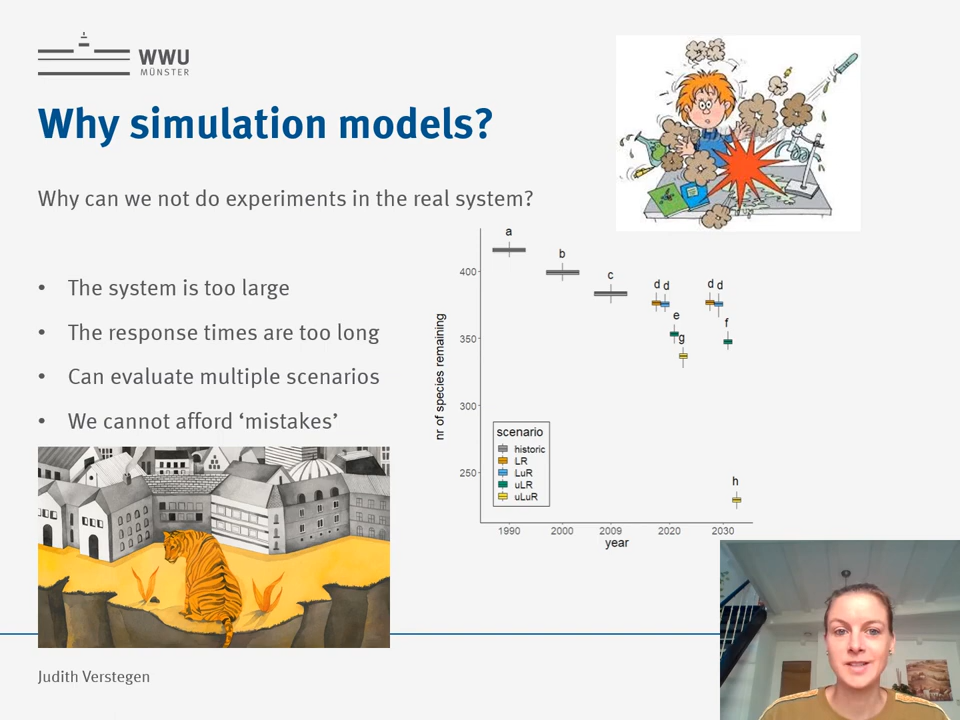 WWU
MÜNSTER
Why simulation models?
Why can we not do experiments in the real system?
• The system is too large
• The response times are too long
• Can evaluate multiple scenarios
• We cannot afford ‘mistakes’
nr of species remaining
400
350
300
250
a
b
c
d d
e
g
d d
f
h
scenario
historic
LR
LuR
uLR
uLuR
1990 2000 2009 2020 2030
year
Judith Verstegen